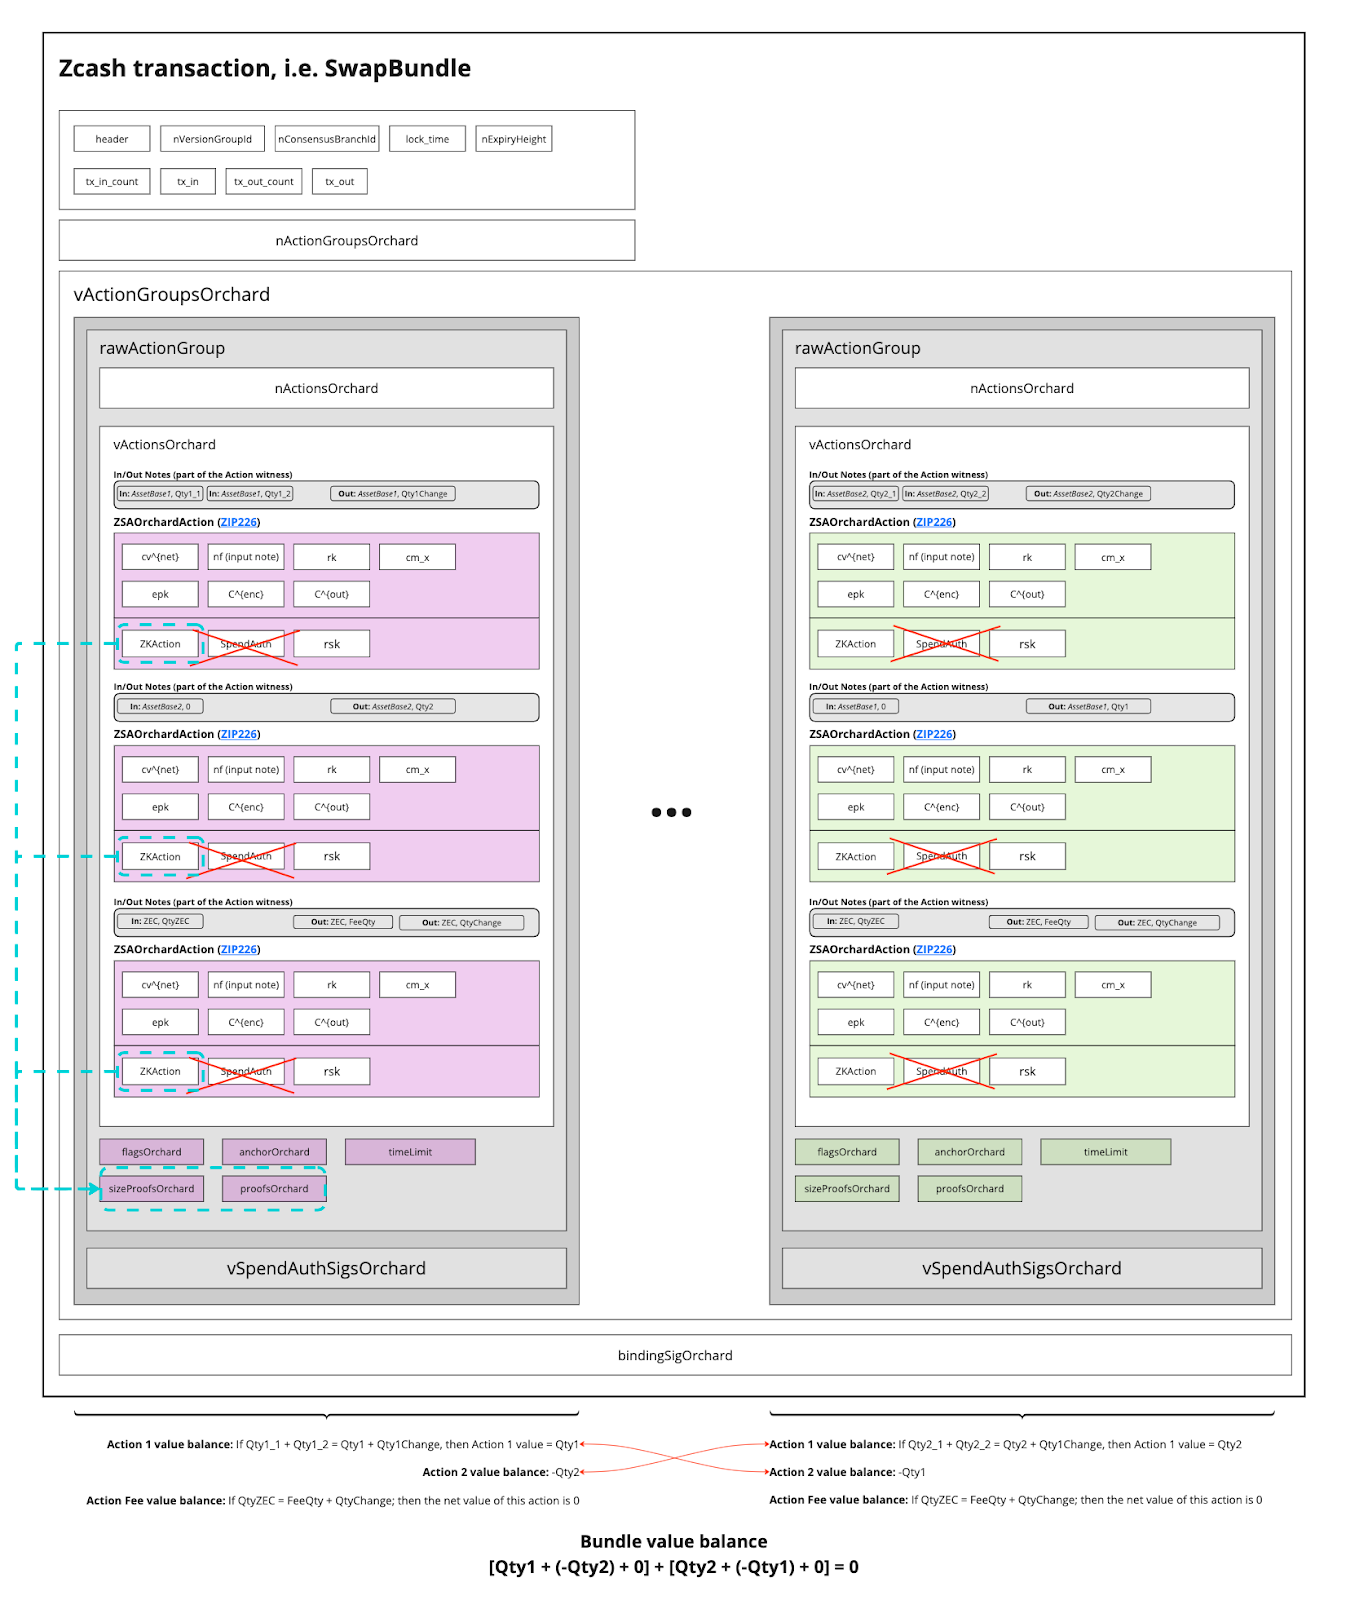 Zcash transaction, i.e. SwapBundle
header nVersionGroupId nConsensusBranchId lock_time nExpiryHeight
tx_in_count tx_in tx_out_count tx_out
nActionGroupsOrchard
vActionGroupsOrchard
rawActionGroup
nActionsOrchard
vActionsOrchard
In/Out Notes (part of the Action witness)
In: AssetBase1, Qty1_1 In: AssetBase1, Qty1_2 Out: AssetBase1, Qty1Change
ZSAOrchardAction (ZIP226)
cv^{net} nf (input note) rk cm_x
epk C^{enc} C^{out}
ZKAction SpendAuth rsk
In/Out Notes (part of the Action witness)
In: AssetBase2, 0 Out: AssetBase2, Qty2
ZSAOrchardAction (ZIP226)
cv^{net} nf (input note) rk cm_x
epk C^{enc} C^{out}
ZKAction SpendAuth rsk
In/Out Notes (part of the Action witness)
In: ZEC, QtyZEC Out: ZEC, FeeQty Out: ZEC, QtyChange
ZSAOrchardAction (ZIP226)
cv^{net} nf (input note) rk cm_x
epk C^{enc} C^{out}
ZKAction SpendAuth rsk
flagsOrchard anchorOrchard timeLimit
sizeProofsOrchard proofsOrchard
vSpendAuthSigsOrchard
rawActionGroup
nActionsOrchard
vActionsOrchard
In/Out Notes (part of the Action witness)
In: AssetBase2, Qty2_1 In: AssetBase2, Qty2_2 Out: AssetBase2, Qty2Change
ZSAOrchardAction (ZIP226)
cv^{net} nf (input note) rk cm_x
epk C^{enc} C^{out}
ZKAction SpendAuth rsk
In/Out Notes (part of the Action witness)
In: AssetBase1, 0 Out: AssetBase1, Qty1
ZSAOrchardAction (ZIP226)
cv^{net} nf (input note) rk cm_x
epk C^{enc} C^{out}
ZKAction SpendAuth rsk
In/Out Notes (part of the Action witness)
In: ZEC, QtyZEC Out: ZEC, FeeQty Out: ZEC, QtyChange
ZSAOrchardAction (ZIP226)
cv^{net} nf (input note) rk cm_x
epk C^{enc} C^{out}
ZKAction SpendAuth rsk
flagsOrchard anchorOrchard timeLimit
sizeProofsOrchard proofsOrchard
vSpendAuthSigsOrchard
bindingSigOrchard
Action 1 value balance: If Qty1_1 + Qty1_2 = Qty1 + Qty1Change, then Action 1 value = Qty1
Action 2 value balance: -Qty2
Action Fee value balance: If QtyZEC = FeeQty + QtyChange; then the net value of this action is 0
Action 1 value balance: If Qty2_1 + Qty2_2 = Qty2 + Qty1Change, then Action 1 value = Qty2
Action 2 value balance: -Qty1
Action Fee value balance: If QtyZEC = FeeQty + QtyChange; then the net value of this action is 0
Bundle value balance
[Qty1 + (-Qty2) + 0] + [Qty2 + (-Qty1) + 0] = 0